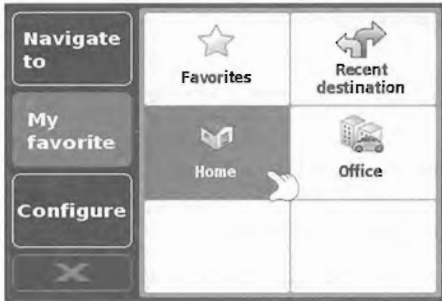 Navigate
to
My
favorite
Configure
Favorites
Recent
destination
Home
Office